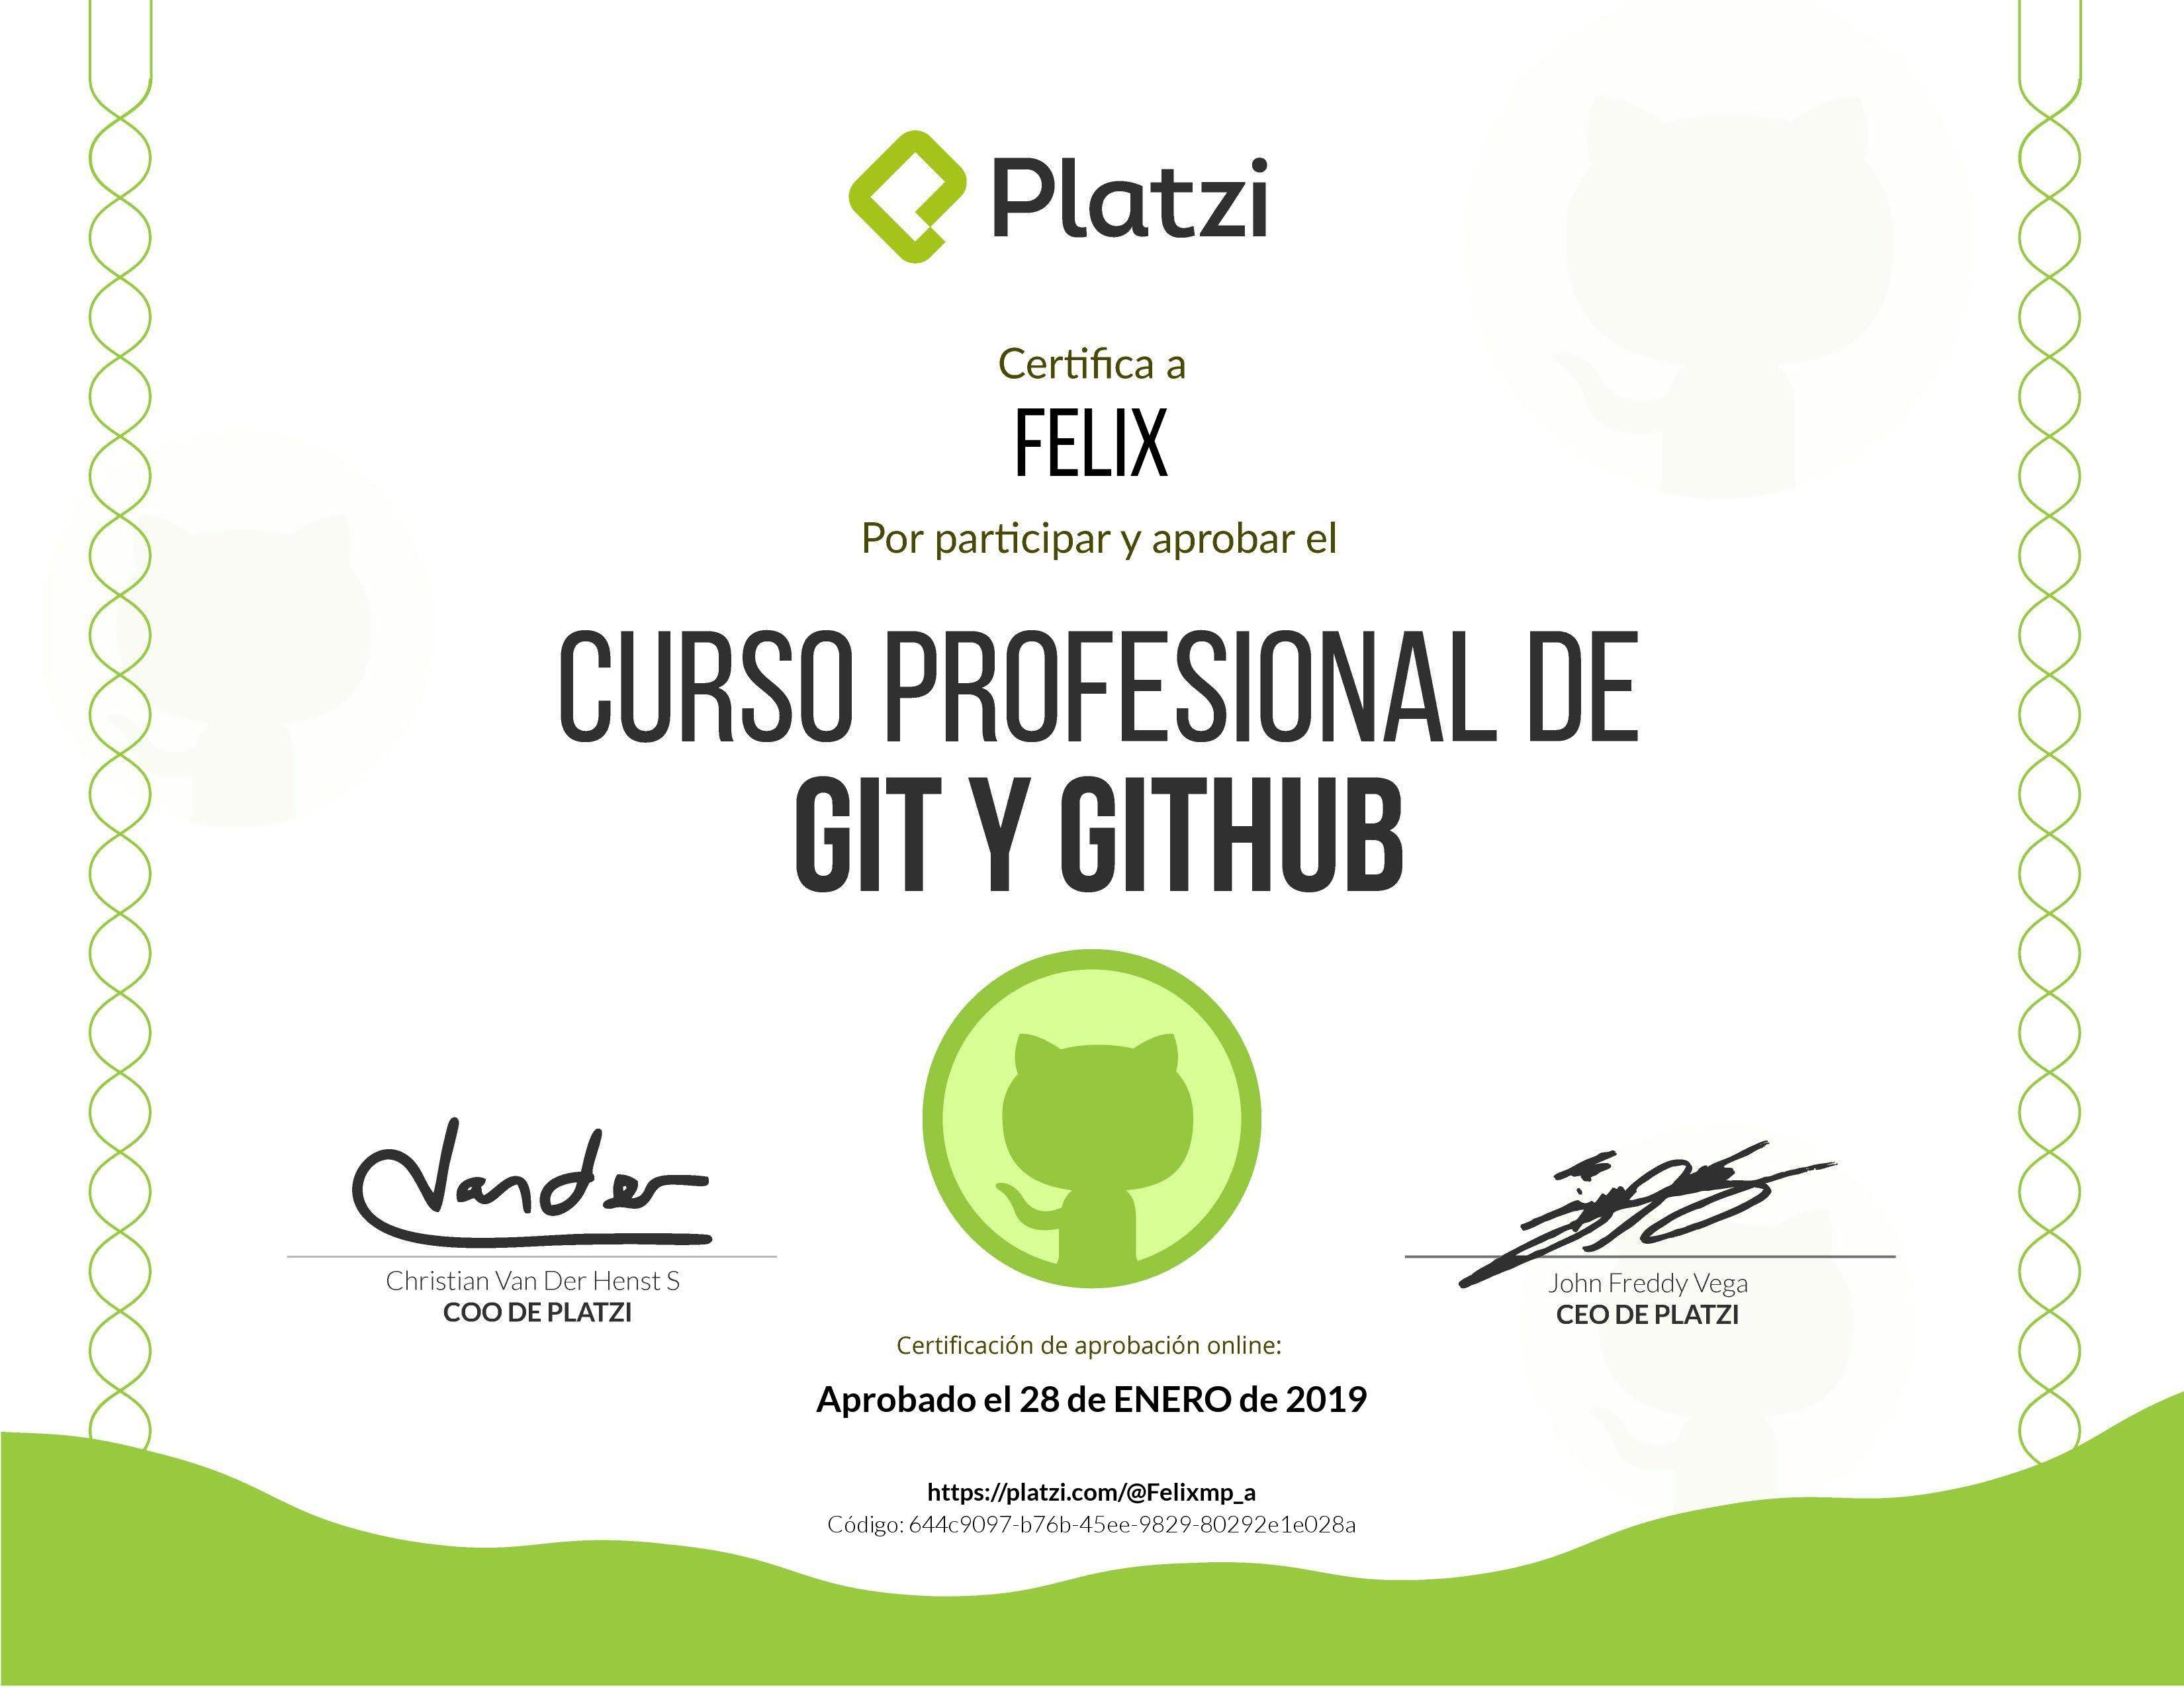 Platzi
Certifica a
FELIX
Por participar y aprobar el
CURSO PROFESIONAL DE
GIT Y GITHUB
Vander
Christian Van Der Henst S
COO DE PLATZI
John Freddy Vega
CEO DE PLATZI
Certificación de aprobación online:
Aprobado el 28 de ENERO de 2019
https://platzi.com/@Felixmp_a
Código: 644c9097-b76b-45ee-9829-80292e1e028a